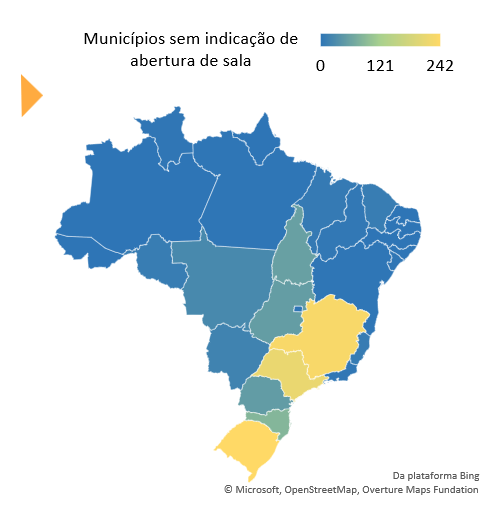 Municípios sem indicação de
abertura de sala
0 121 242
Da plataforma Bing
© Microsoft, OpenStreetMap, Overture Maps Fundation